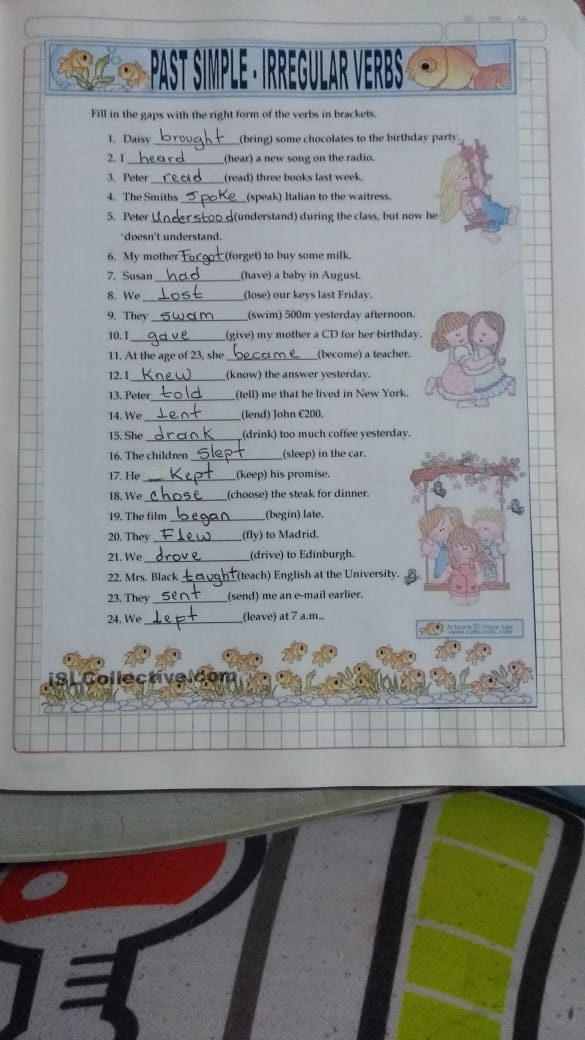 PAST SIMPLE - IRREGULAR VERBS
Fill in the gaps with the right form of the verbs in brackets.
1. Daisy brought (bring) some chocolates to the birthday party.
2. I heard (hear) a new song on the radio.
3. Peter read (read) three books last week.
4. The Smiths spoke (speak) Italian to the waitress.
5. Peter Understood (understand) during the class, but now he
'doesn't understand.
6. My mother Forgot (forget) to buy some milk.
7. Susan had (have) a baby in August.
8. We lost (lose) our keys last Friday.
9. They swam (swim) 500m yesterday afternoon.
10. I gave (give) my mother a CD for her birthday.
11. At the age of 23, she became (become) a teacher.
12. I Knew (know) the answer yesterday.
13. Peter told (tell) me that he lived in New York.
14. We lent (lend) John €200.
15. She drank (drink) too much coffee yesterday.
16. The children slept (sleep) in the car.
17. He Kept (keep) his promise.
18. We chose (choose) the steak for dinner.
19. The film began (begin) late.
20. They Flew (fly) to Madrid.
21. We drove (drive) to Edinburgh.
22. Mrs. Black taught (teach) English at the University.
23. They sent (send) me an e-mail earlier.
24. We lept (leave) at 7 a.m..
iSLCollective.com